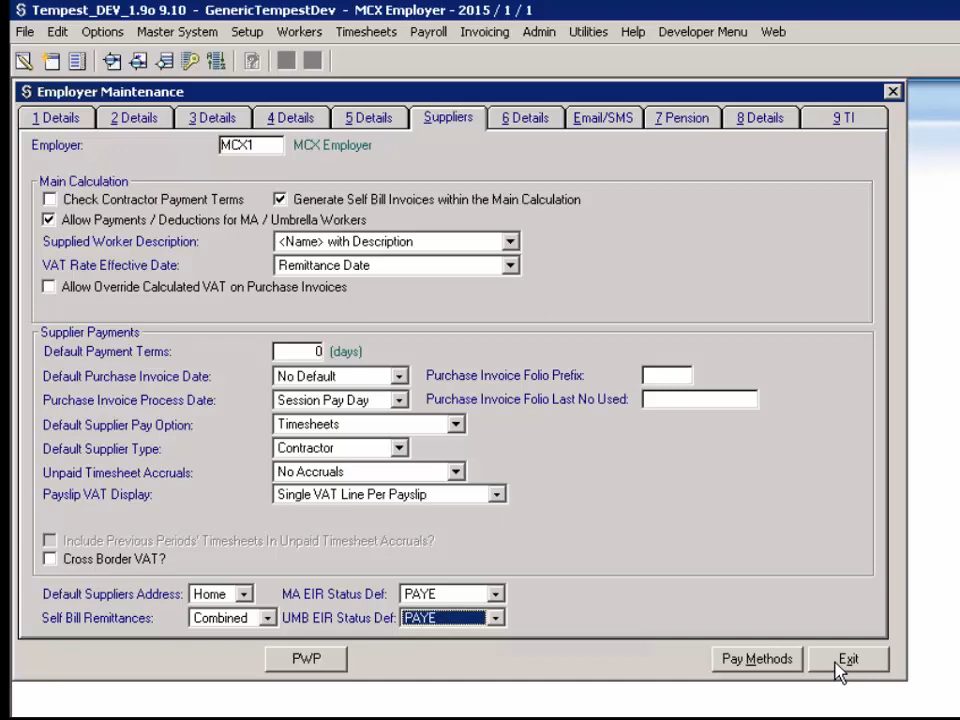 Tempest_DEV_1.9o 9.10 - GenericTempestDev - MCX Employer - 2015 / 1 / 1
File Edit Options Master System Setup Workers Timesheets Payroll Invoicing Admin Utilities Help Developer Menu Web
Employer Maintenance
1 Details 2 Details 3 Details 4 Details 5 Details Suppliers 6 Details Email/SMS 7 Pension 8 Details 9 TI
Employer: MCX1 MCX Employer
Main Calculation
Check Contractor Payment Terms Generate Self Bill Invoices within the Main Calculation
Allow Payments / Deductions for MA / Umbrella Workers
Supplied Worker Description: <Name> with Description
VAT Rate Effective Date: Remittance Date
Allow Override Calculated VAT on Purchase Invoices
Supplier Payments
Default Payment Terms: 0 (days)
Default Purchase Invoice Date: No Default Purchase Invoice Folio Prefix:
Purchase Invoice Process Date: Session Pay Day Purchase Invoice Folio Last No Used:
Default Supplier Pay Option: Timesheets
Default Supplier Type: Contractor
Unpaid Timesheet Accruals: No Accruals
Payslip VAT Display: Single VAT Line Per Payslip
Include Previous Periods' Timesheets In Unpaid Timesheet Accruals?
Cross Border VAT?
Default Suppliers Address: Home MA EIR Status Def: PAYE
Self Bill Remittances: Combined UMB EIR Status Def: PAYE
PWP Pay Methods Exit